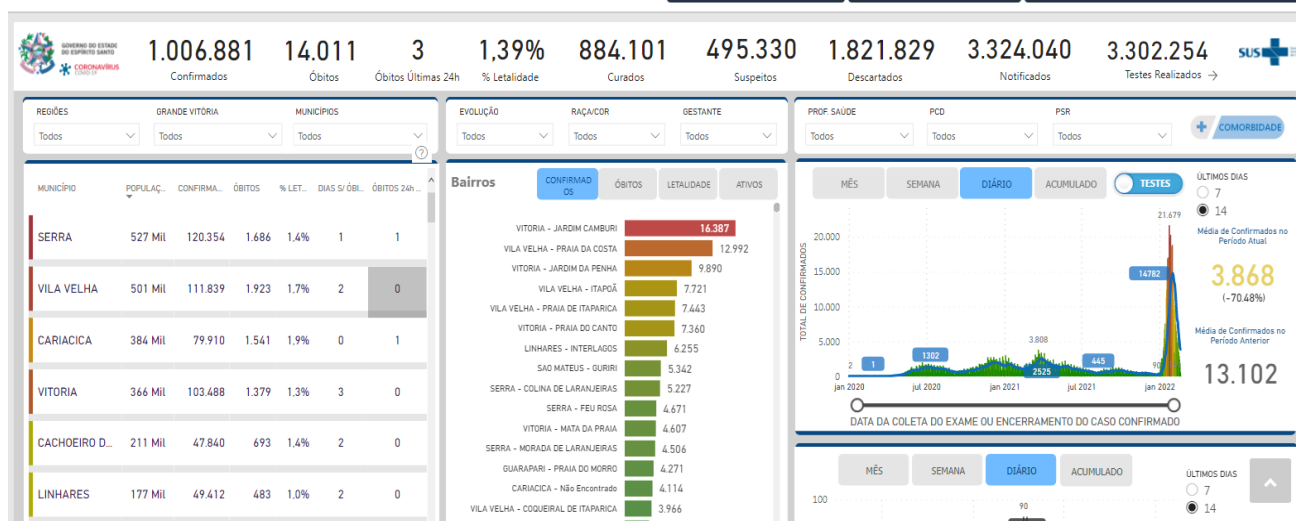 GOVERNO DO ESTADO
DO ESPÍRITO SANTO
CORONAVÍRUS
COVID-19
1.006.881
Confirmados
14.011
Óbitos
3
Óbitos Últimas 24h
1,39%
% Letalidade
884.101
Curados
495.330
Suspeitos
1.821.829
Descartados
3.324.040
Notificados
3.302.254
Testes Realizados →
SUS
REGIÕES GRANDE VITÓRIA MUNICÍPIOS
Todos Todos Todos
EVOLUÇÃO RAÇA/COR GESTANTE
Todos Todos Todos
PROF. SAÚDE PCD PSR
Todos Todos Todos
+ COMORBIDADE
?
MUNICÍPIO POPULAÇ... CONFIRMA... ÓBITOS % LET... DIAS S/ ÓBI... ÓBITOS 24h ...
SERRA 527 Mil 120.354 1.686 1,4% 1 1
VILA VELHA 501 Mil 111.839 1.923 1,7% 2 0
CARIACICA 384 Mil 79.910 1.541 1,9% 0 1
VITORIA 366 Mil 103.488 1.379 1,3% 3 0
CACHOEIRO D... 211 Mil 47.840 693 1,4% 2 0
LINHARES 177 Mil 49.412 483 1,0% 2 0
Bairros
CONFIRMAD
OS
ÓBITOS LETALIDADE ATIVOS
VITORIA - JARDIM CAMBURI 16.387
VILA VELHA - PRAIA DA COSTA 12.992
VITORIA - JARDIM DA PENHA 9.890
VILA VELHA - ITAPOÃ 7.721
VILA VELHA - PRAIA DE ITAPARICA 7.443
VITORIA - PRAIA DO CANTO 7.360
LINHARES - INTERLAGOS 6.255
SAO MATEUS - GURIRI 5.342
SERRA - COLINA DE LARANJEIRAS 5.227
SERRA - FEU ROSA 4.671
VITORIA - MATA DA PRAIA 4.607
SERRA - MORADA DE LARANJEIRAS 4.506
GUARAPARI - PRAIA DO MORRO 4.271
CARIACICA - Não Encontrado 4.114
VILA VELHA - COQUEIRAL DE ITAPARICA 3.966
MÊS SEMANA DIÁRIO ACUMULADO TESTES
ÚLTIMOS DIAS
7
14
TOTAL DE CONFIRMADOS
20.000
15.000
10.000
5.000
0
21.679
14782
3.808
2 1 1302 2525 445 90
jan 2020 jul 2020 jan 2021 jul 2021 jan 2022
DATA DA COLETA DO EXAME OU ENCERRAMENTO DO CASO CONFIRMADO
Média de Confirmados no
Período Atual
3.868
(-70.48%)
Média de Confirmados no
Período Anterior
13.102
MÊS SEMANA DIÁRIO ACUMULADO
ÚLTIMOS DIAS
7
14
100
90